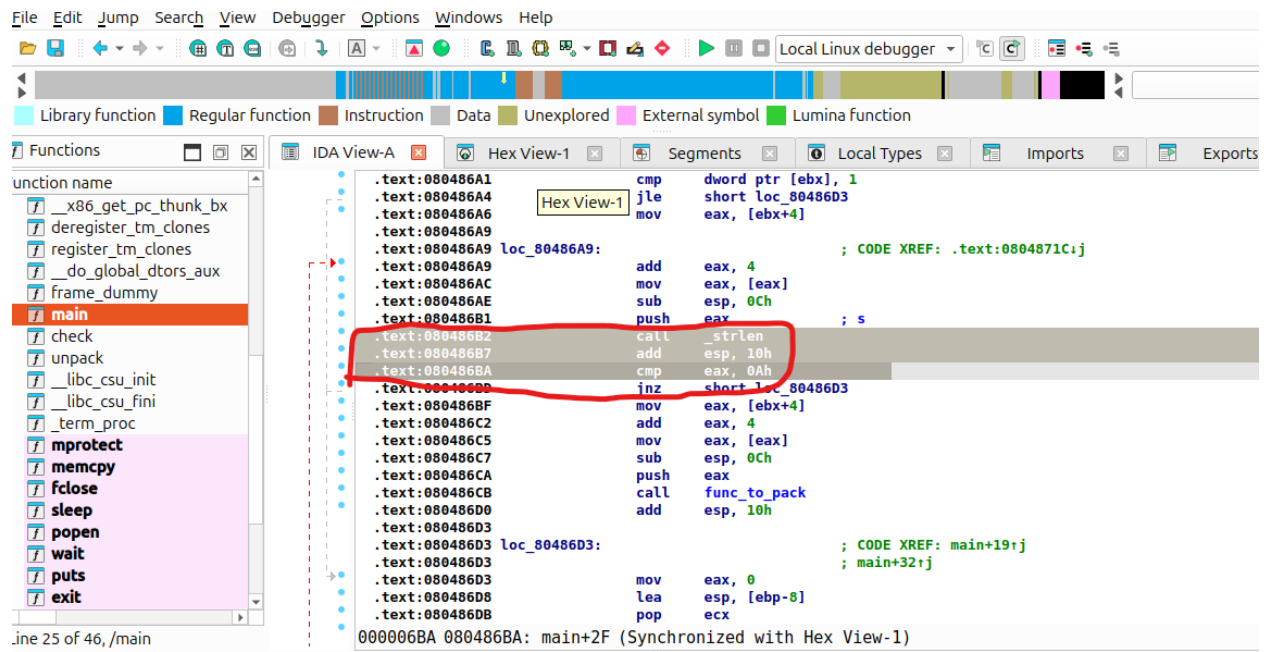 File Edit Jump Search View Debugger Options Windows Help
Local Linux debugger
Library function Regular function Instruction Data Unexplored External symbol Lumina function
Functions IDA View-A Hex View-1 Segments Local Types Imports Exports
unction name
__x86_get_pc_thunk_bx
deregister_tm_clones
register_tm_clones
__do_global_dtors_aux
frame_dummy
main
check
unpack
__libc_csu_init
__libc_csu_fini
_term_proc
mprotect
memcpy
fclose
sleep
popen
wait
puts
exit
Line 25 of 46, /main
.text:080486A1 cmp dword ptr [ebx], 1
.text:080486A4 jle short loc_80486D3
Hex View-1
.text:080486A6 mov eax, [ebx+4]
.text:080486A9
.text:080486A9 loc_80486A9: ; CODE XREF: .text:0804871C↓j
.text:080486A9 add eax, 4
.text:080486AC mov eax, [eax]
.text:080486AE sub esp, 0Ch
.text:080486B1 push eax ; s
.text:080486B2 call _strlen
.text:080486B7 add esp, 10h
.text:080486BA cmp eax, 0Ah
.text:080486BD jnz short loc_80486D3
.text:080486BF mov eax, [ebx+4]
.text:080486C2 add eax, 4
.text:080486C5 mov eax, [eax]
.text:080486C7 sub esp, 0Ch
.text:080486CA push eax
.text:080486CB call func_to_pack
.text:080486D0 add esp, 10h
.text:080486D3
.text:080486D3 loc_80486D3: ; CODE XREF: main+19↑j
.text:080486D3 ; main+32↑j
.text:080486D3 mov eax, 0
.text:080486D8 lea esp, [ebp-8]
.text:080486DB pop ecx
000006BA 080486BA: main+2F (Synchronized with Hex View-1)